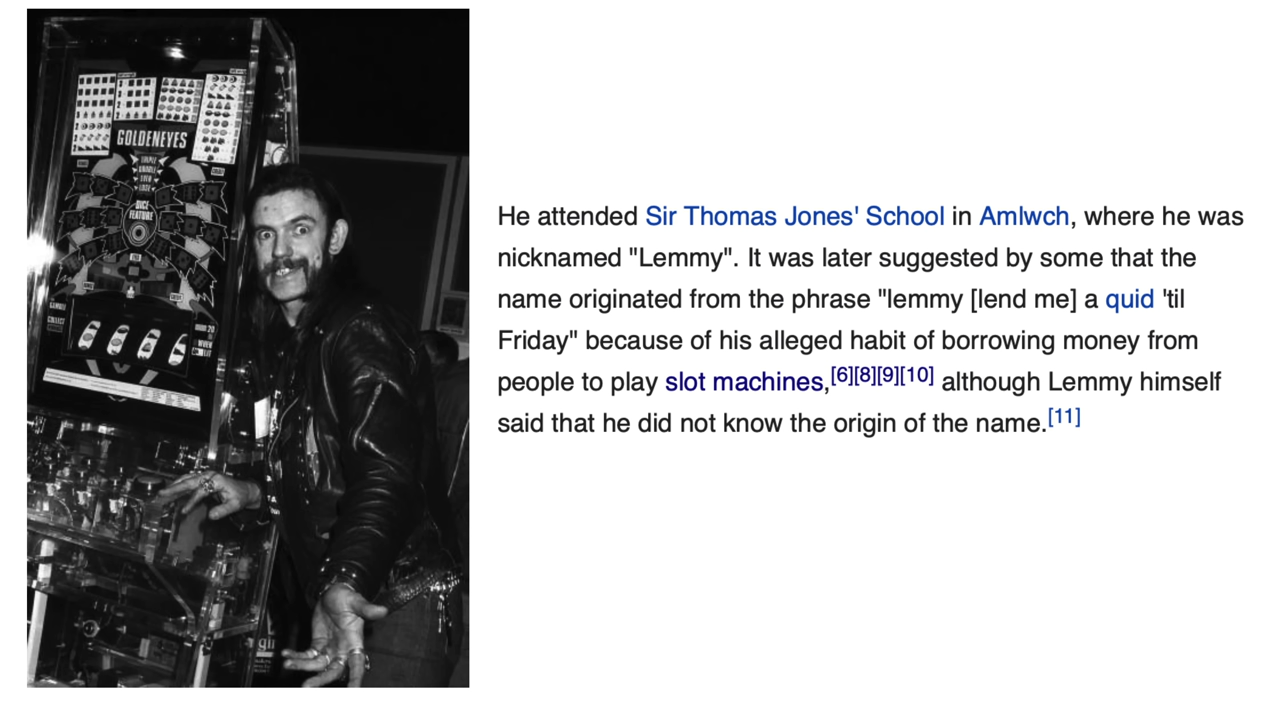 GOLDENEYES
TRIPLE
DICE
FEATURE
He attended Sir Thomas Jones' School in Amlwch, where he was
nicknamed "Lemmy". It was later suggested by some that the
name originated from the phrase "lemmy [lend me] a quid 'til
Friday" because of his alleged habit of borrowing money from
people to play slot machines,[6][8][9][10] although Lemmy himself
said that he did not know the origin of the name.[11]